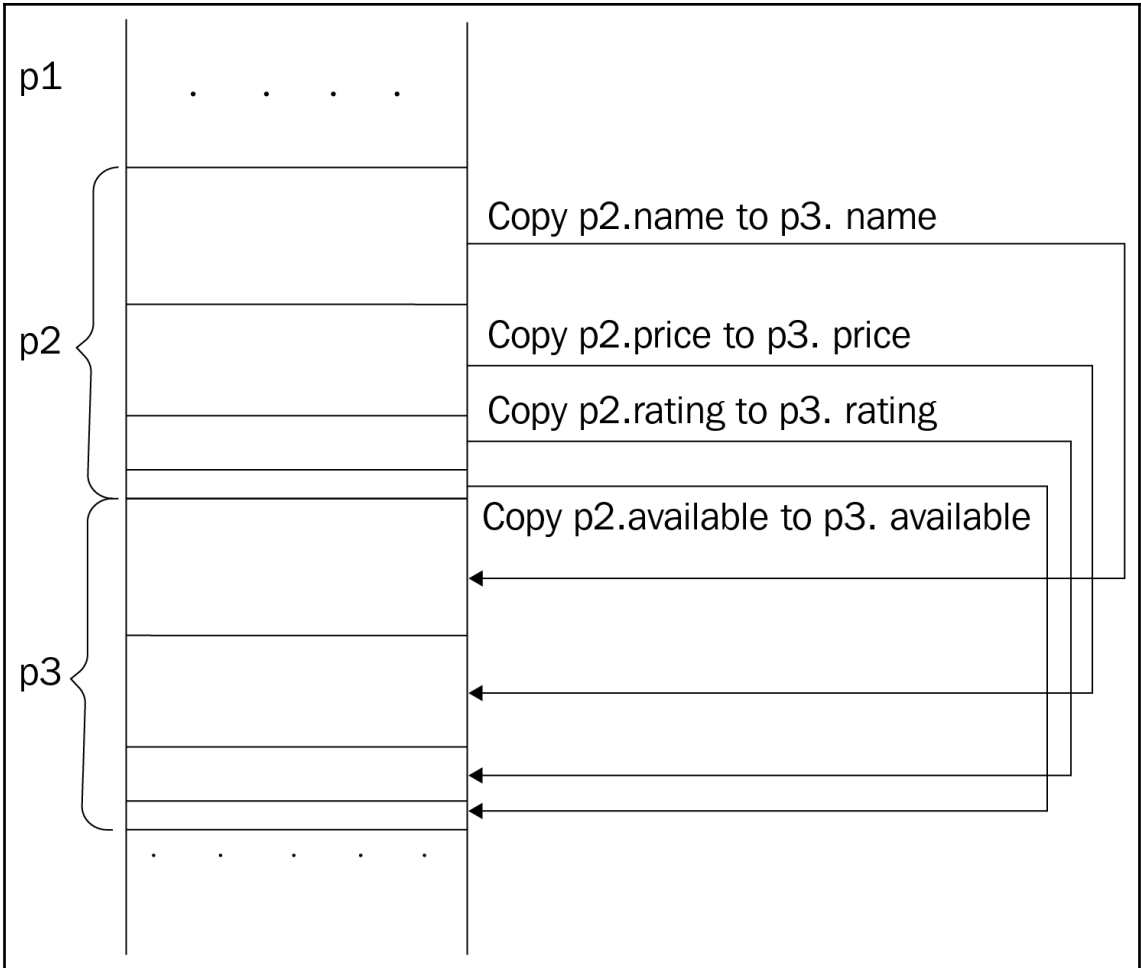 p1
. . . .
Copy p2.name to p3. name
p2
Copy p2.price to p3. price
Copy p2.rating to p3. rating
Copy p2.available to p3. available
p3
. . . . .